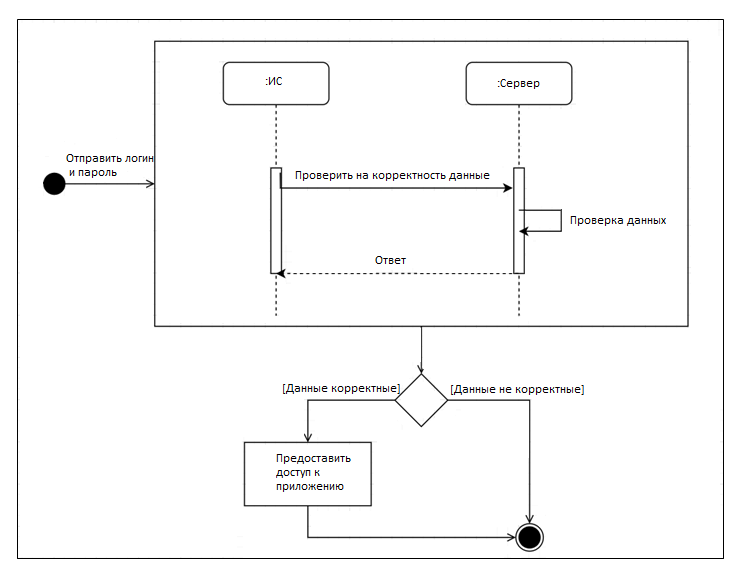 :ИС
:Сервер
Отправить логин
и пароль
Проверить на корректность данные
Проверка данных
Ответ
[Данные корректные]
[Данные не корректные]
Предоставить
доступ к
приложению